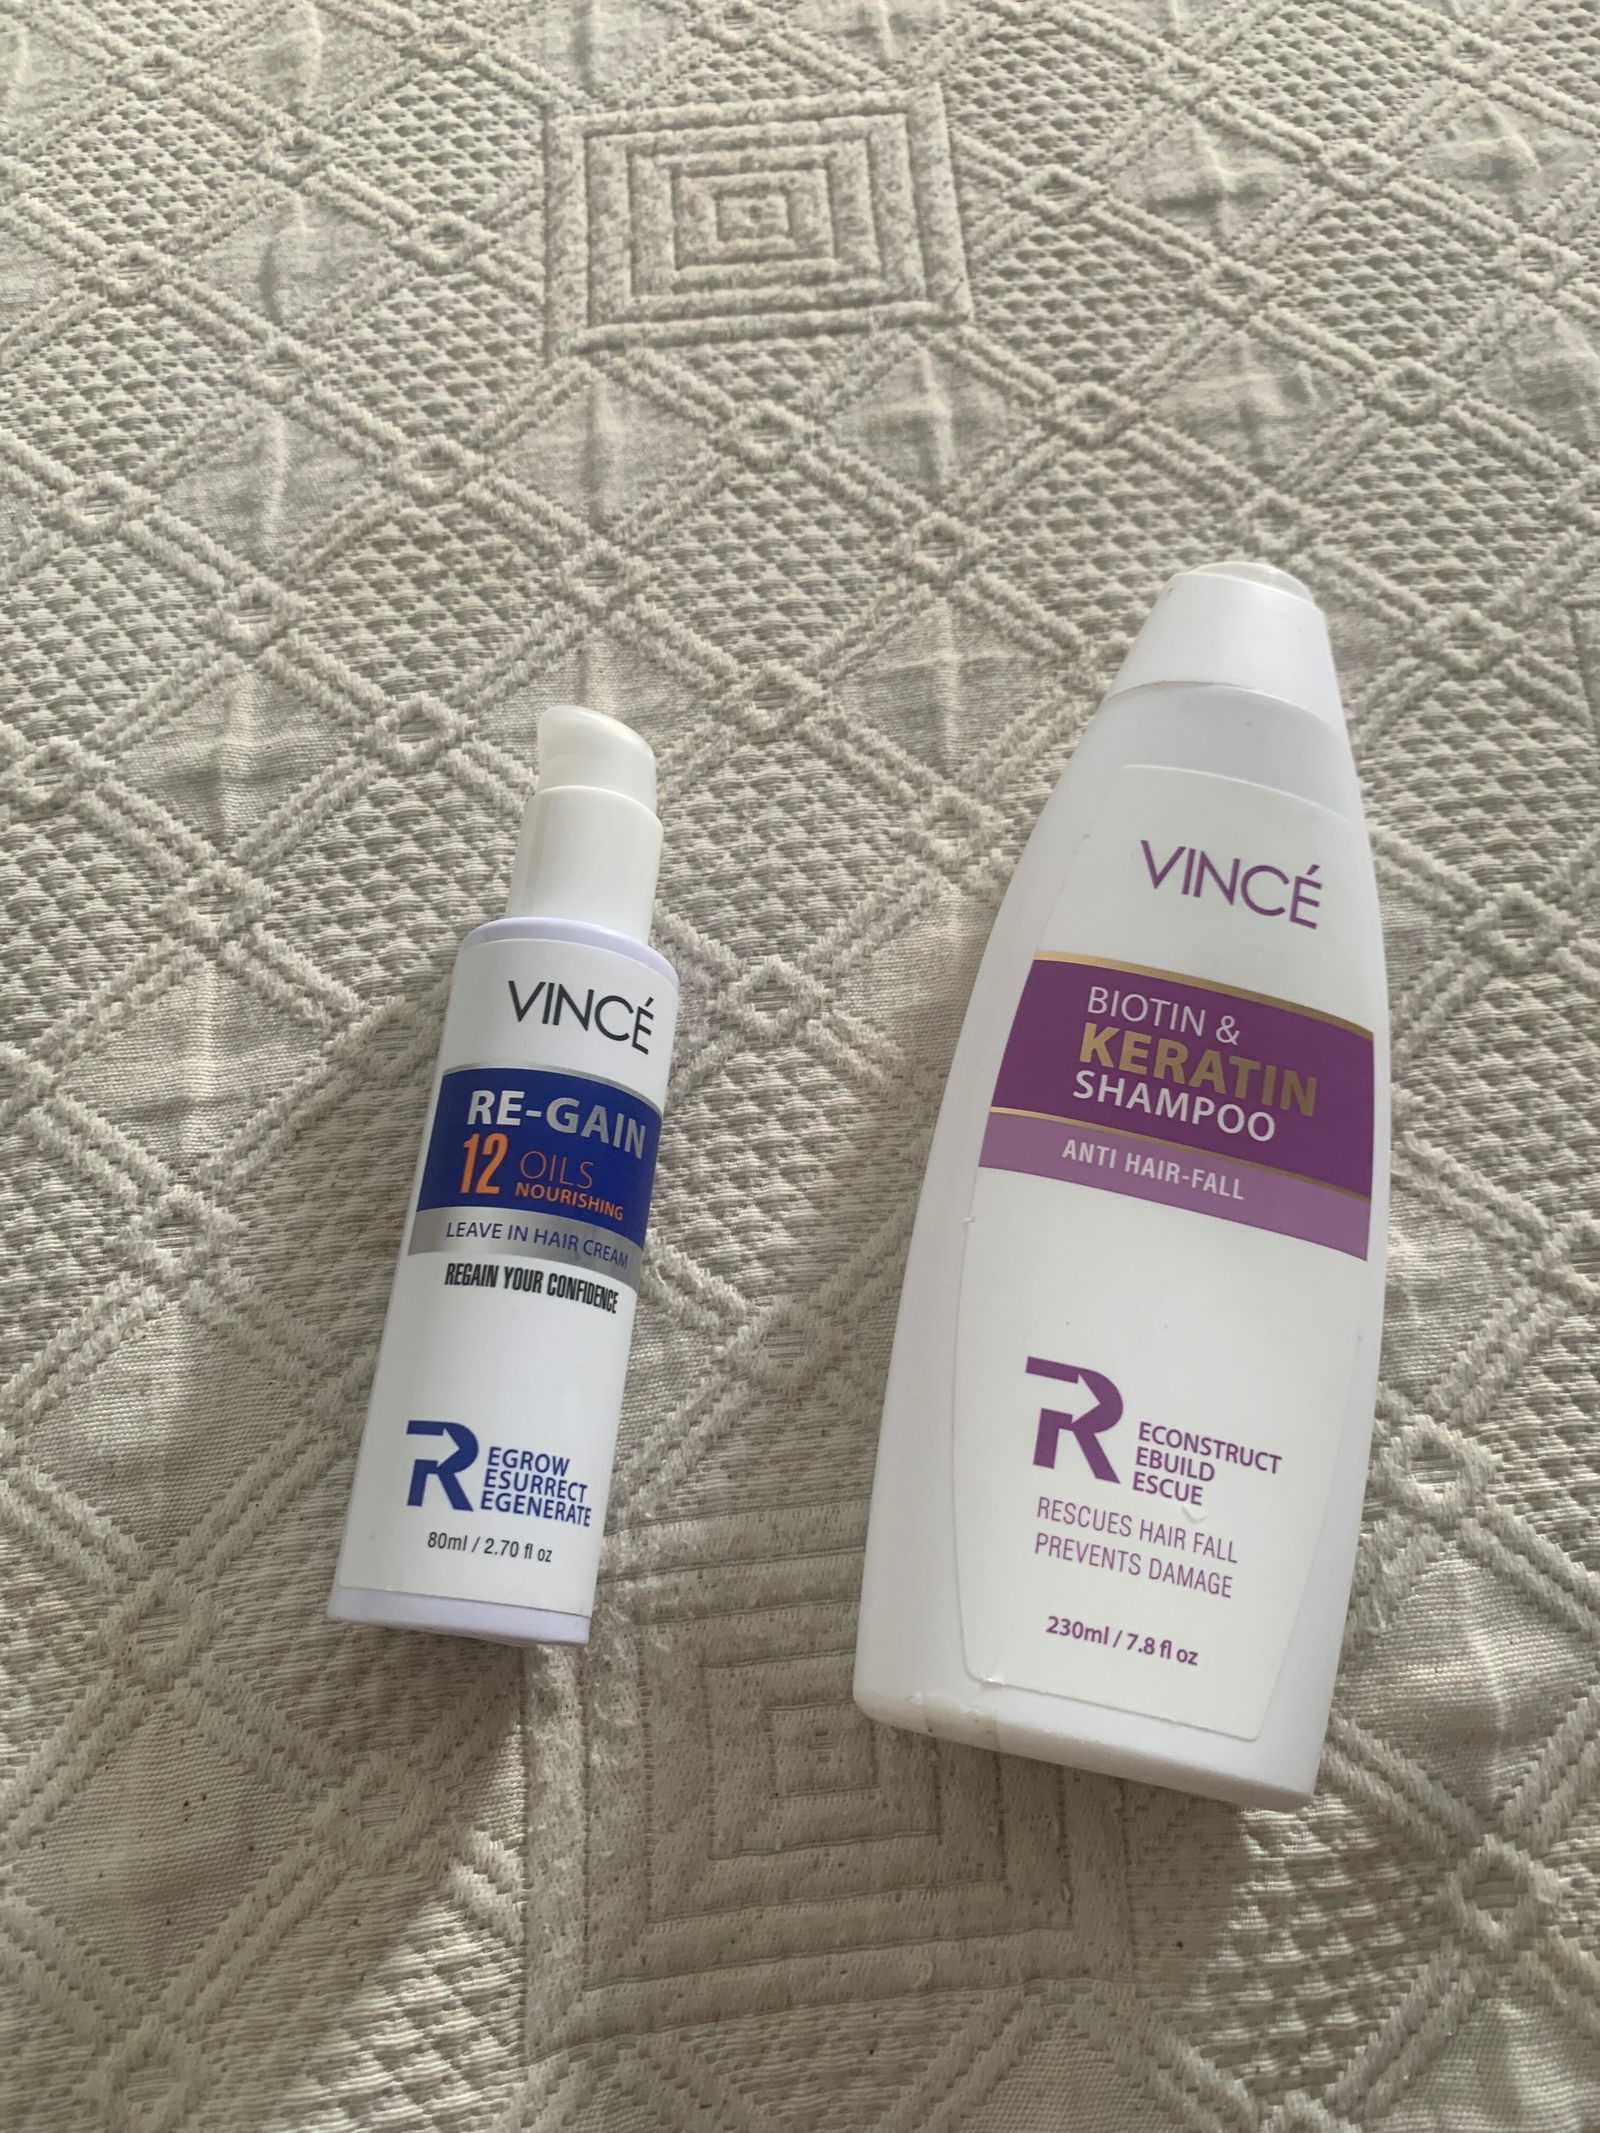 VINCÉ
RE-GAIN
12 OILS
NOURISHING
LEAVE IN HAIR CREAM
REGAIN YOUR CONFIDENCE
R EGROW
ESURRECT
EGENERATE
80ml / 2.70 fl oz
VINCÉ
BIOTIN &
KERATIN
SHAMPOO
ANTI HAIR-FALL
R ECONSTRUCT
EBUILD
ESCUE
RESCUES HAIR FALL
PREVENTS DAMAGE
230ml / 7.8 fl oz